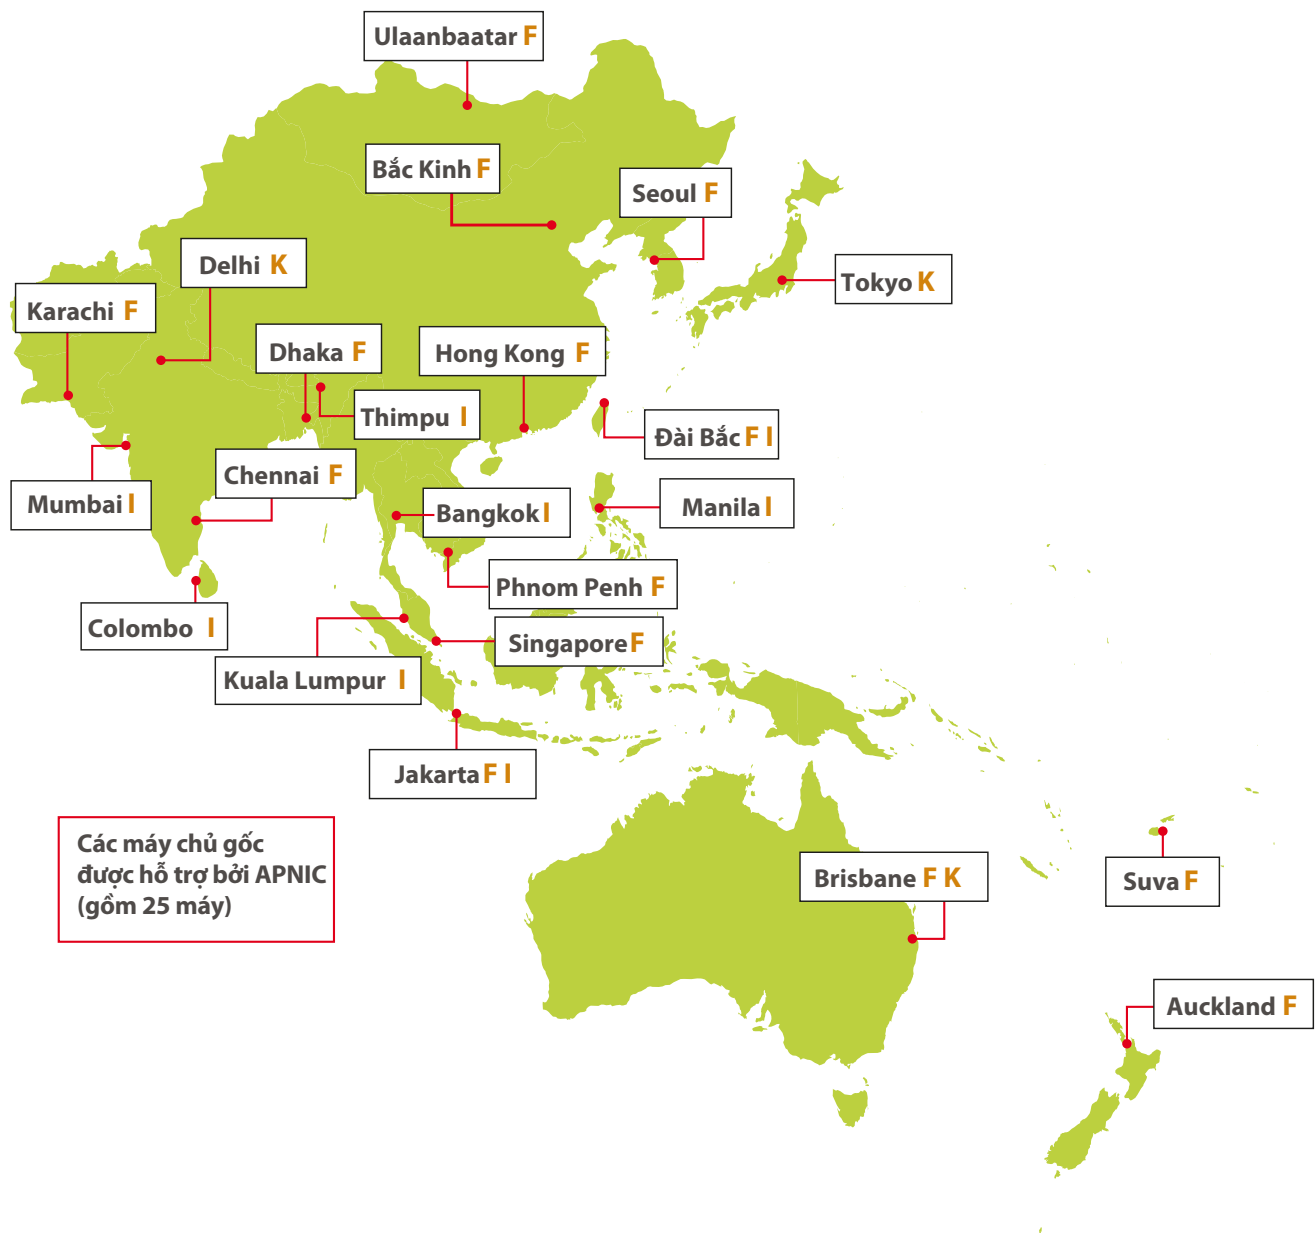 Ulaanbaatar F
Bắc Kinh F
Seoul F
Delhi K
Tokyo K
Karachi F
Dhaka F
Hong Kong F
Thimpu I
Đài Bắc F I
Chennai F
Mumbai I
Bangkok I
Manila I
Phnom Penh F
Colombo I
Singapore F
Kuala Lumpur I
Jakarta F I
Các máy chủ gốc
được hỗ trợ bởi APNIC
(gồm 25 máy)
Brisbane F K
Suva F
Auckland F